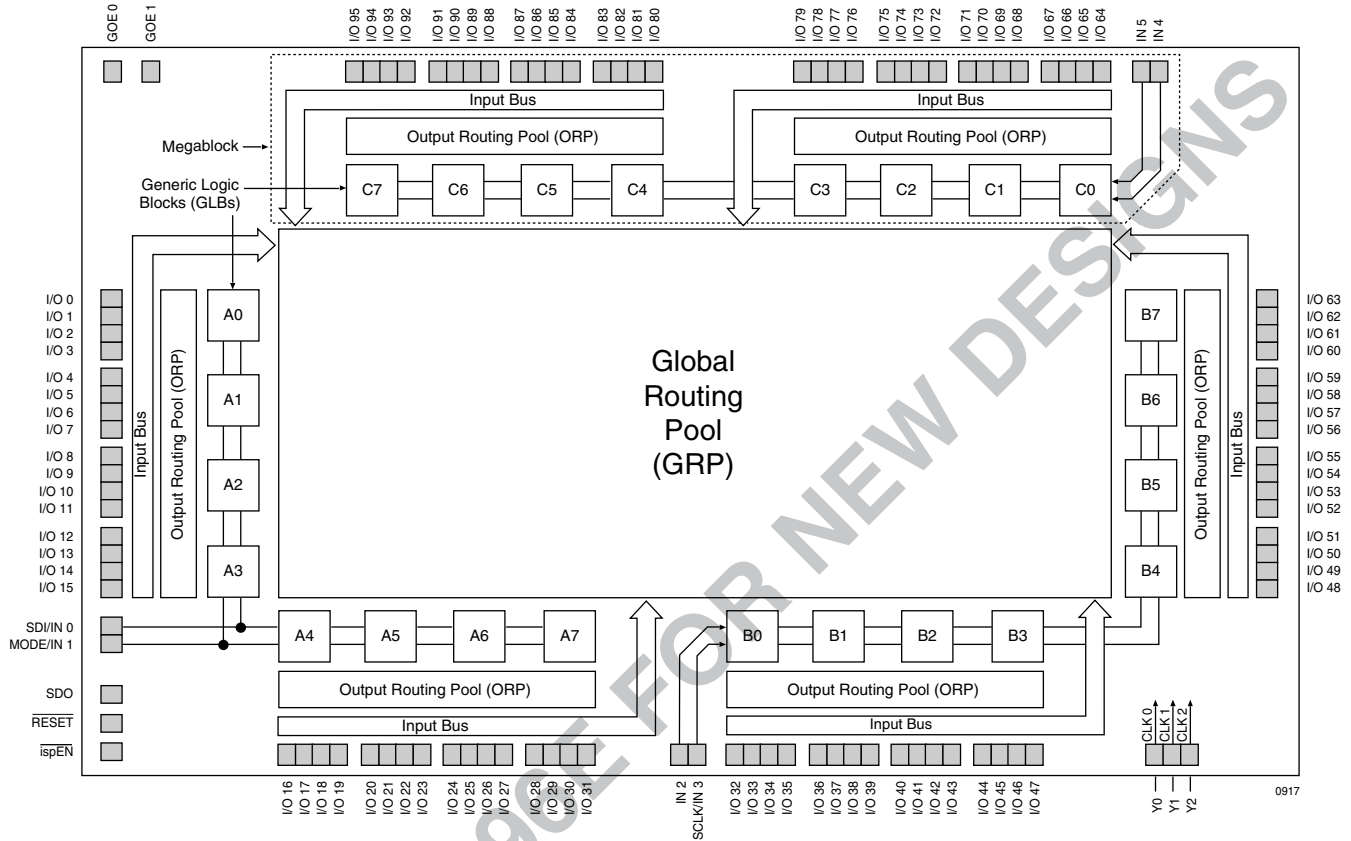 GOE 0
GOE 1
I/O 95
I/O 94
I/O 93
I/O 92
I/O 91
I/O 90
I/O 89
I/O 88
I/O 87
I/O 86
I/O 85
I/O 84
I/O 83
I/O 82
I/O 81
I/O 80
I/O 79
I/O 78
I/O 77
I/O 76
I/O 75
I/O 74
I/O 73
I/O 72
I/O 71
I/O 70
I/O 69
I/O 68
I/O 67
I/O 66
I/O 65
I/O 64
IN 5
IN 4
Input Bus
Input Bus
Output Routing Pool (ORP)
Output Routing Pool (ORP)
Megablock
Generic Logic
Blocks (GLBs)
C7
C6
C5
C4
C3
C2
C1
C0
I/O 0
I/O 1
I/O 2
I/O 3
I/O 4
I/O 5
I/O 6
I/O 7
I/O 8
I/O 9
I/O 10
I/O 11
I/O 12
I/O 13
I/O 14
I/O 15
Input Bus
Output Routing Pool (ORP)
A0
A1
A2
A3
Global
Routing
Pool
(GRP)
B7
B6
B5
B4
Output Routing Pool (ORP)
Input Bus
I/O 63
I/O 62
I/O 61
I/O 60
I/O 59
I/O 58
I/O 57
I/O 56
I/O 55
I/O 54
I/O 53
I/O 52
I/O 51
I/O 50
I/O 49
I/O 48
SDI/IN 0
MODE/IN 1
SDO
RESET
ispEN
A4
A5
A6
A7
B0
B1
B2
B3
Output Routing Pool (ORP)
Output Routing Pool (ORP)
Input Bus
Input Bus
CLK 0
CLK 1
CLK 2
I/O 16
I/O 17
I/O 18
I/O 19
I/O 20
I/O 21
I/O 22
I/O 23
I/O 24
I/O 25
I/O 26
I/O 27
I/O 28
I/O 29
I/O 30
I/O 31
IN 2
SCLK/IN 3
I/O 32
I/O 33
I/O 34
I/O 35
I/O 36
I/O 37
I/O 38
I/O 39
I/O 40
I/O 41
I/O 42
I/O 43
I/O 44
I/O 45
I/O 46
I/O 47
Y0
Y1
Y2
0917
96E FOR NEW DESIGNS